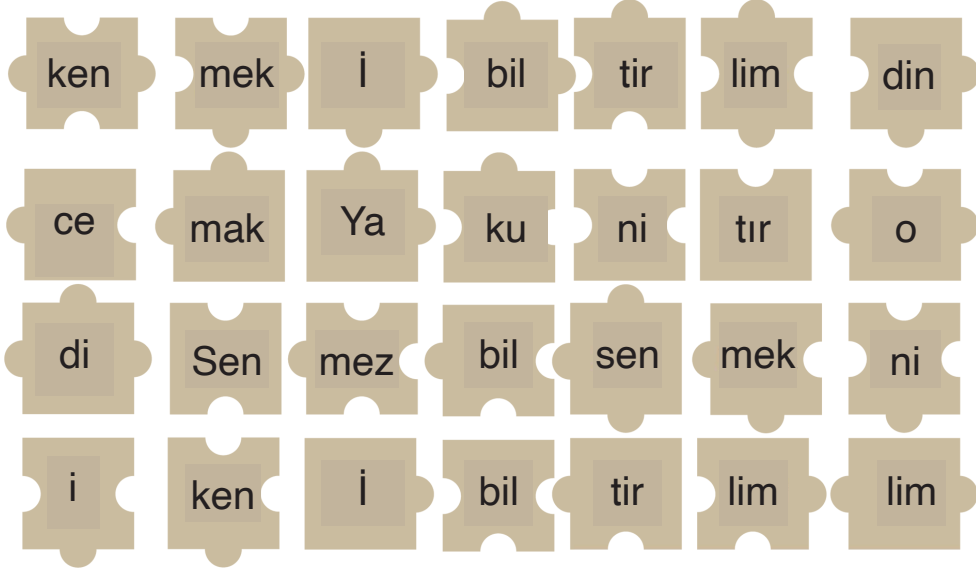 ken mek İ bil tir lim din
ce mak Ya ku ni tır o
di Sen mez bil sen mek ni
i ken İ bil tir lim lim